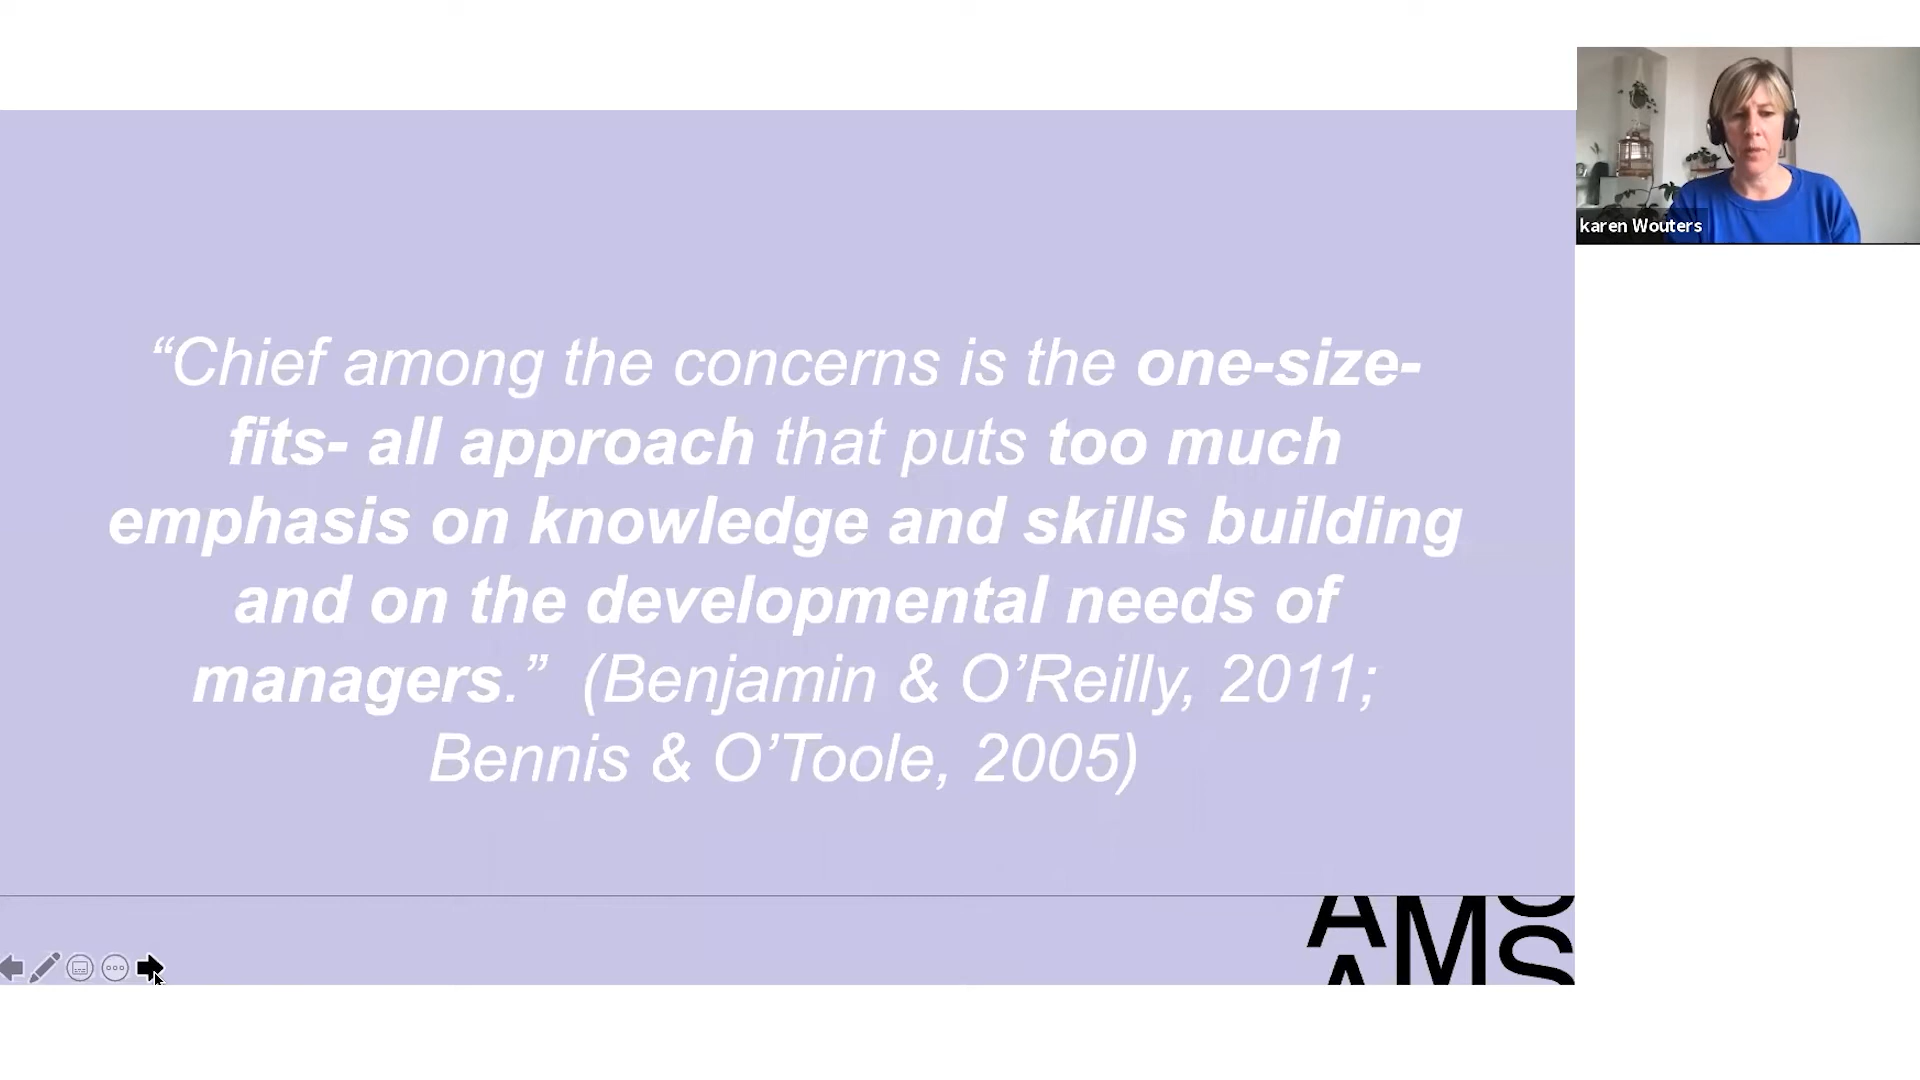 “Chief among the concerns is the one-size-
fits- all approach that puts too much
emphasis on knowledge and skills building
and on the developmental needs of
managers.” (Benjamin & O’Reilly, 2011;
Bennis & O’Toole, 2005)
AMS
karen Wouters